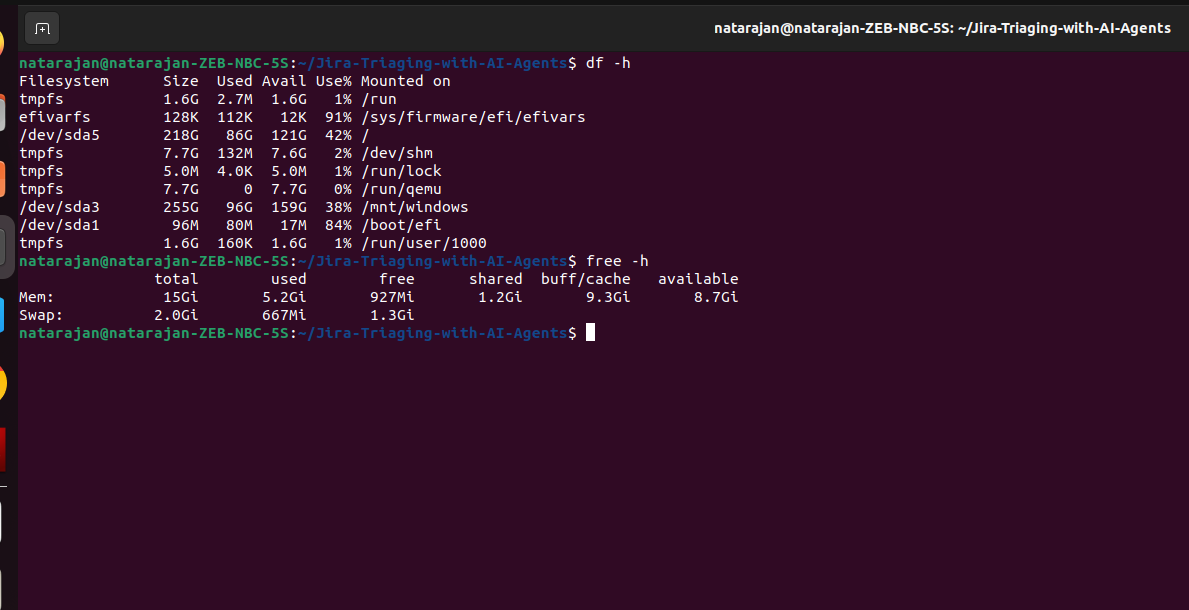 natarajan@natarajan-ZEB-NBC-5S: ~/Jira-Triaging-with-AI-Agents
natarajan@natarajan-ZEB-NBC-5S:~/Jira-Triaging-with-AI-Agents$ df -h
Filesystem      Size  Used Avail Use% Mounted on
tmpfs           1.6G  2.7M  1.6G   1% /run
efivarfs        128K  112K   12K  91% /sys/firmware/efi/efivars
/dev/sda5       218G   86G  121G  42% /
tmpfs           7.7G  132M  7.6G   2% /dev/shm
tmpfs           5.0M  4.0K  5.0M   1% /run/lock
tmpfs           7.7G     0  7.7G   0% /run/qemu
/dev/sda3       255G   96G  159G  38% /mnt/windows
/dev/sda1        96M   80M   17M  84% /boot/efi
tmpfs           1.6G  160K  1.6G   1% /run/user/1000
natarajan@natarajan-ZEB-NBC-5S:~/Jira-Triaging-with-AI-Agents$ free -h
               total        used        free      shared  buff/cache   available
Mem:            15Gi       5.2Gi       927Mi       1.2Gi       9.3Gi       8.7Gi
Swap:          2.0Gi       667Mi       1.3Gi
natarajan@natarajan-ZEB-NBC-5S:~/Jira-Triaging-with-AI-Agents$